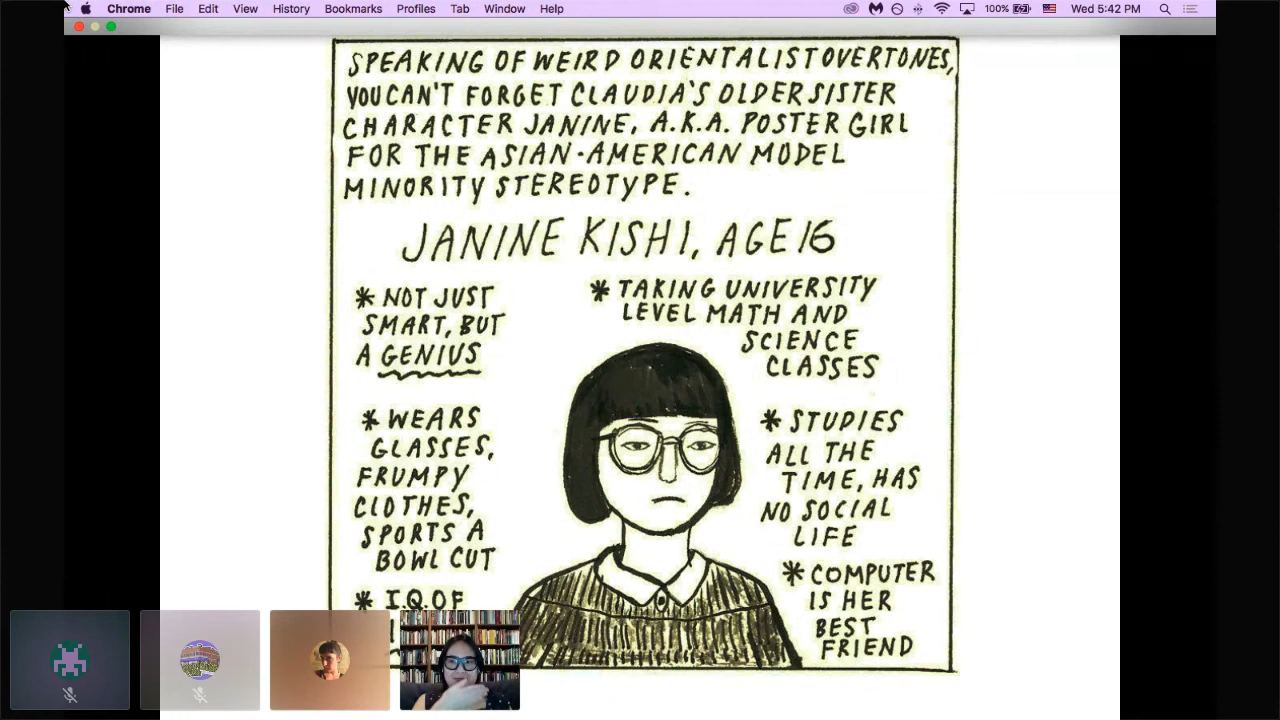 Chrome File Edit View History Bookmarks Profiles Tab Window Help 100% Wed 5:42 PM
SPEAKING OF WEIRD ORIENTALIST OVERTONES,
YOU CAN'T FORGET CLAUDIA'S OLDER SISTER
CHARACTER JANINE, A.K.A. POSTER GIRL
FOR THE ASIAN-AMERICAN MODEL
MINORITY STEREOTYPE.
JANINE KISHI, AGE 16
* NOT JUST
SMART, BUT
A GENIUS
* TAKING UNIVERSITY
LEVEL MATH AND
SCIENCE
CLASSES
* WEARS
GLASSES,
FRUMPY
CLOTHES,
SPORTS A
BOWL CUT
* STUDIES
ALL THE
TIME, HAS
NO SOCIAL
LIFE
* I.Q. OF
* COMPUTER
IS HER
BEST
FRIEND